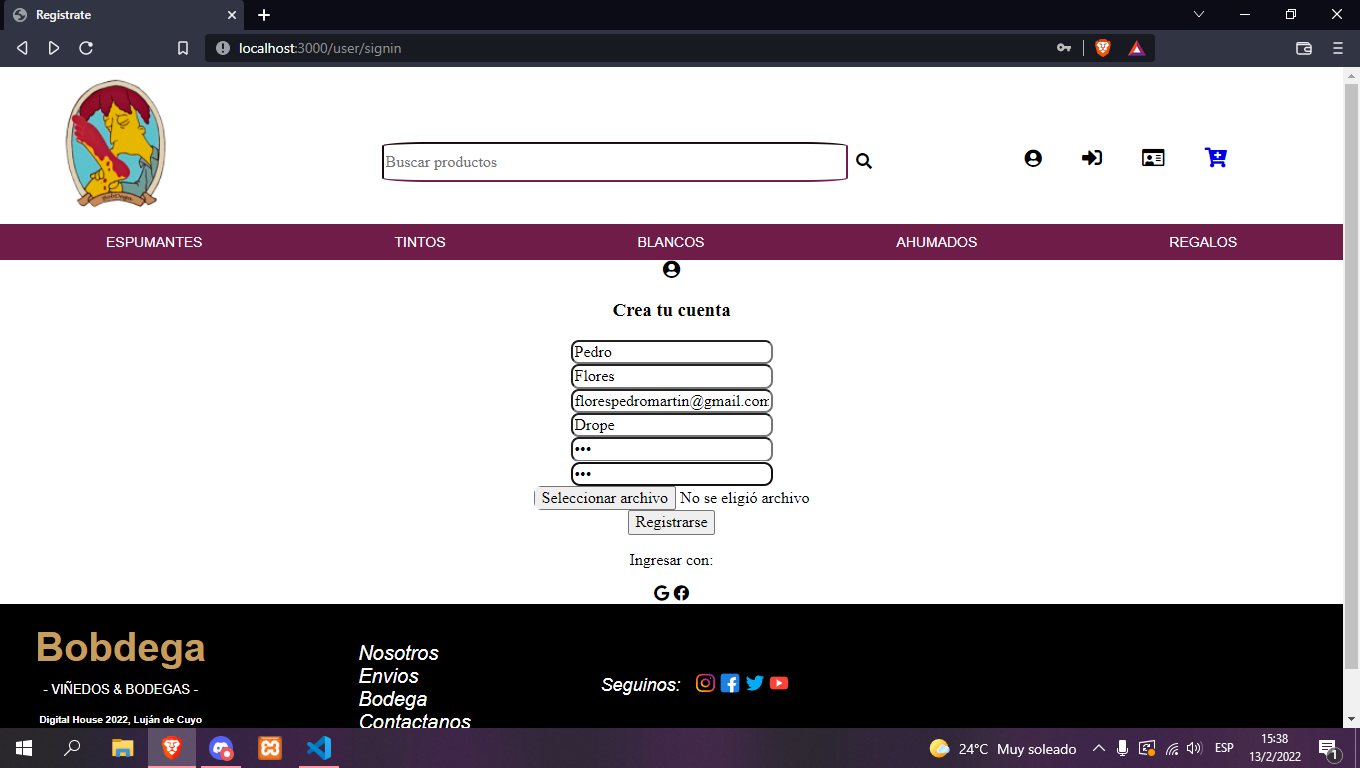 Registrate
localhost:3000/user/signin
Buscar productos
ESPUMANTES TINTOS BLANCOS AHUMADOS REGALOS
Crea tu cuenta
Pedro
Flores
florespedromartin@gmail.com
Drope
•••
•••
Seleccionar archivo No se eligió archivo
Registrarse
Ingresar con:
Bobdega
- VIÑEDOS & BODEGAS -
Digital House 2022, Luján de Cuyo
Nosotros
Envios
Bodega
Contactanos
Seguinos:
24°C Muy soleado
ESP
15:38
13/2/2022
1